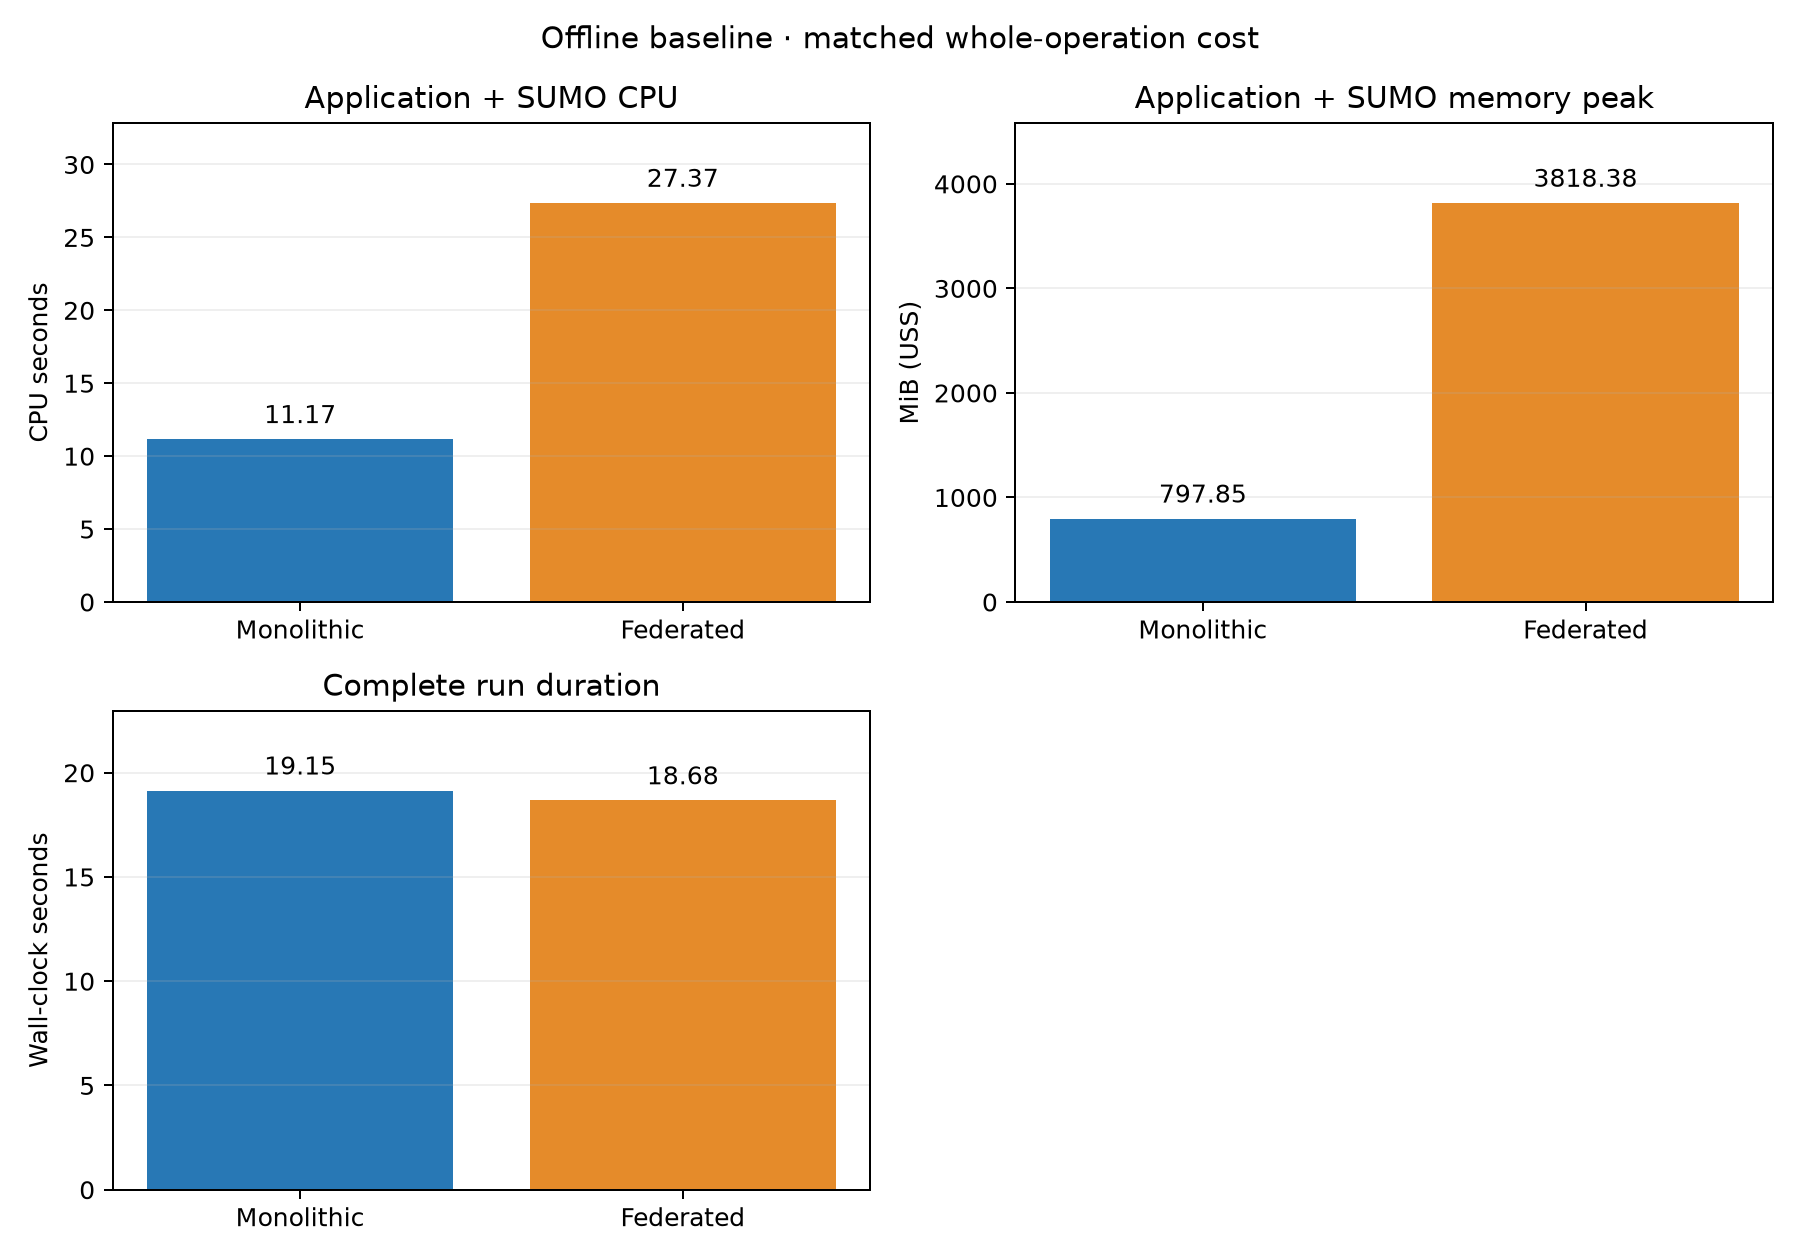 Offline baseline · matched whole-operation cost
Application + SUMO CPU
CPU seconds
30
25
20
15
10
5
0
11.17
27.37
Monolithic
Federated
Application + SUMO memory peak
MiB (USS)
4000
3000
2000
1000
0
797.85
3818.38
Monolithic
Federated
Complete run duration
Wall-clock seconds
20
15
10
5
0
19.15
18.68
Monolithic
Federated